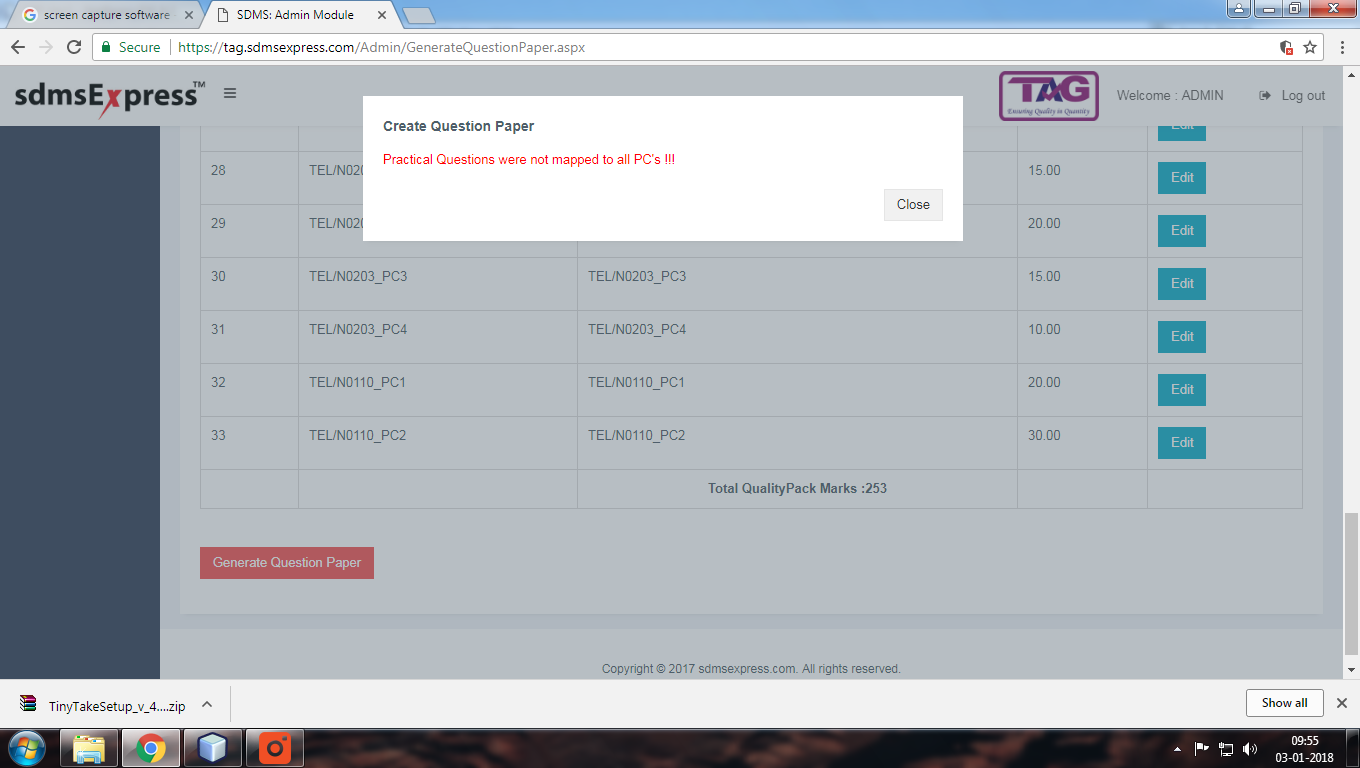 screen capture software
SDMS: Admin Module
Secure
https://tag.sdmsexpress.com/Admin/GenerateQuestionPaper.aspx
sdmsExpress™
TAG
Ensuring Quality in Quantity
Welcome : ADMIN
Log out
Create Question Paper
Practical Questions were not mapped to all PC's !!!
Close
Edit
28 TEL/N020 15.00 Edit
29 TEL/N020 20.00 Edit
30 TEL/N0203_PC3 TEL/N0203_PC3 15.00 Edit
31 TEL/N0203_PC4 TEL/N0203_PC4 10.00 Edit
32 TEL/N0110_PC1 TEL/N0110_PC1 20.00 Edit
33 TEL/N0110_PC2 TEL/N0110_PC2 30.00 Edit
Total QualityPack Marks :253
Generate Question Paper
Copyright © 2017 sdmsexpress.com. All rights reserved.
TinyTakeSetup_v_4....zip
Show all
09:55
03-01-2018